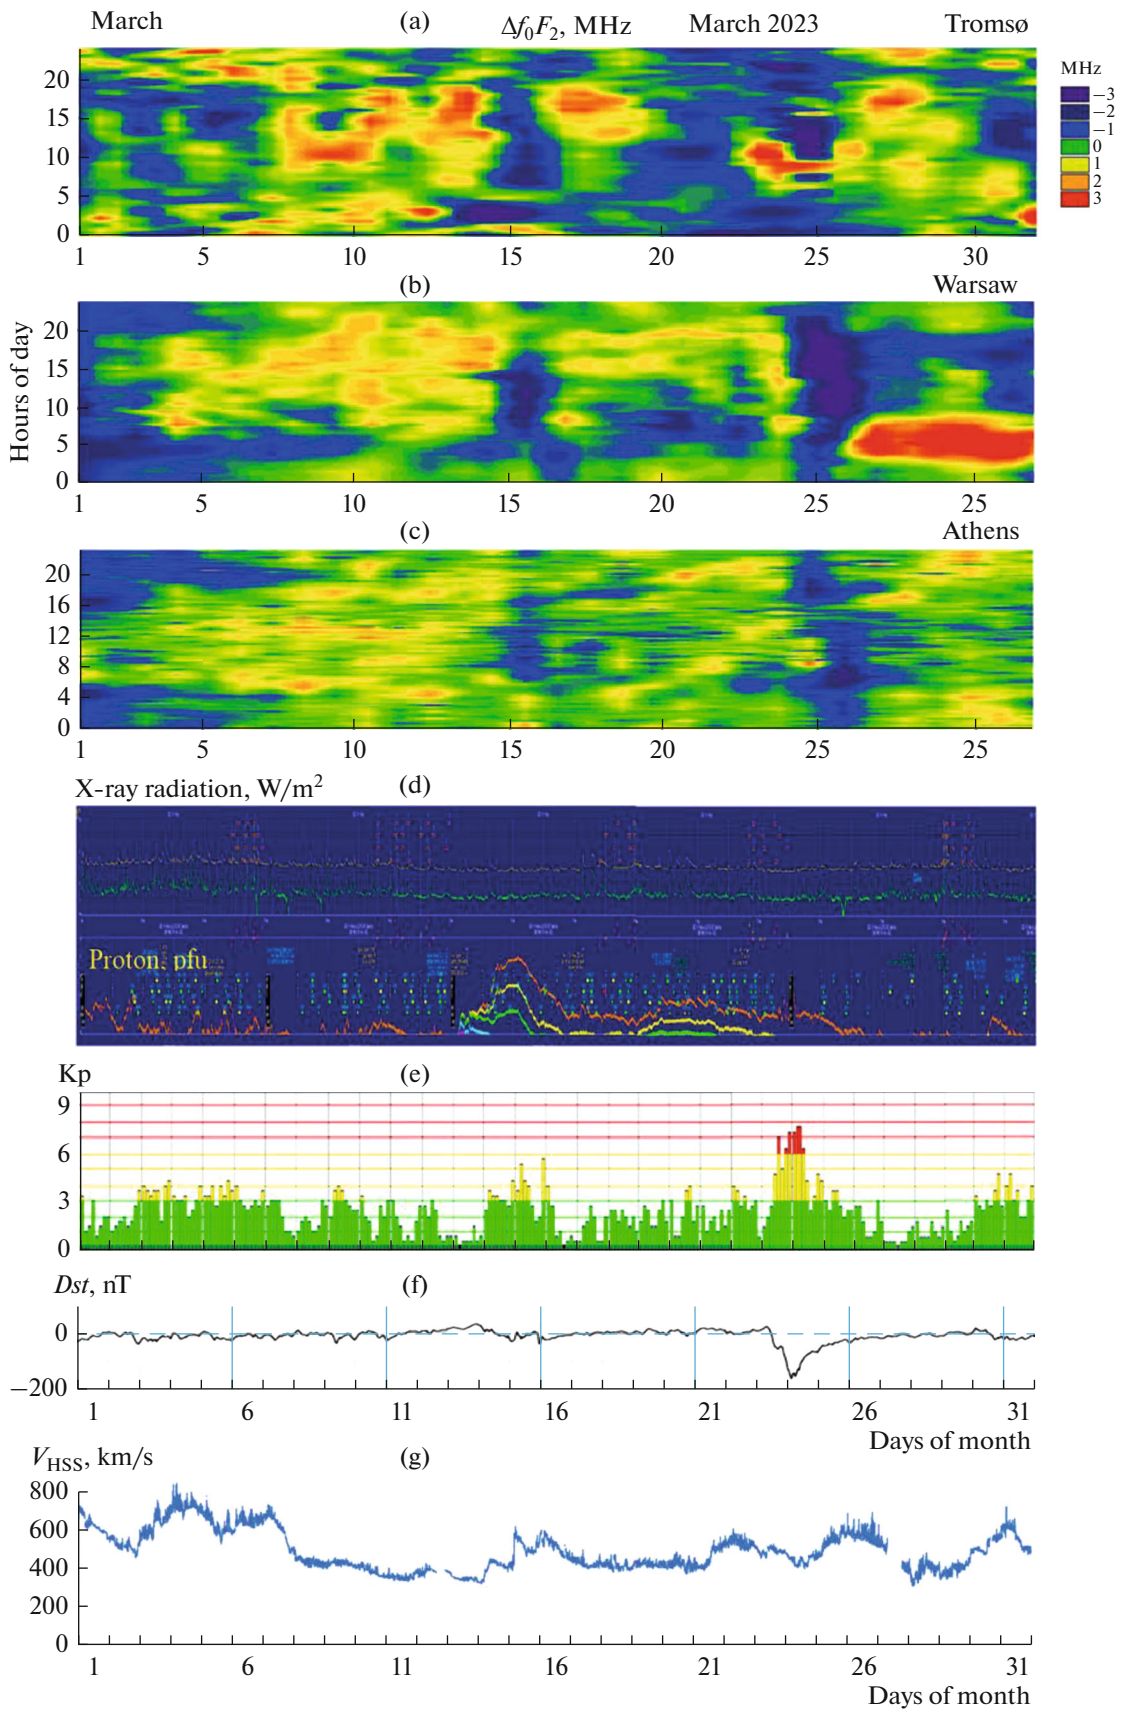 March (a) Δf₀F₂, MHz March 2023 Tromsø
MHz
20
15
10
5
0
−3
−2
−1
0
1
2
3
1 5 10 15 20 25 30
(b) Warsaw
Hours of day
20
15
10
5
0
1 5 10 15 20 25 25
(c) Athens
20
16
12
8
4
0
1 5 10 15 20 25 25
X-ray radiation, W/m² (d)
Proton, pfu
Kp (e)
9
6
3
0
Dst, nT (f)
0
−200
1 6 11 16 21 26 31
Days of month
V_HSS, km/s (g)
800
600
400
200
0
1 6 11 16 21 26 31
Days of month